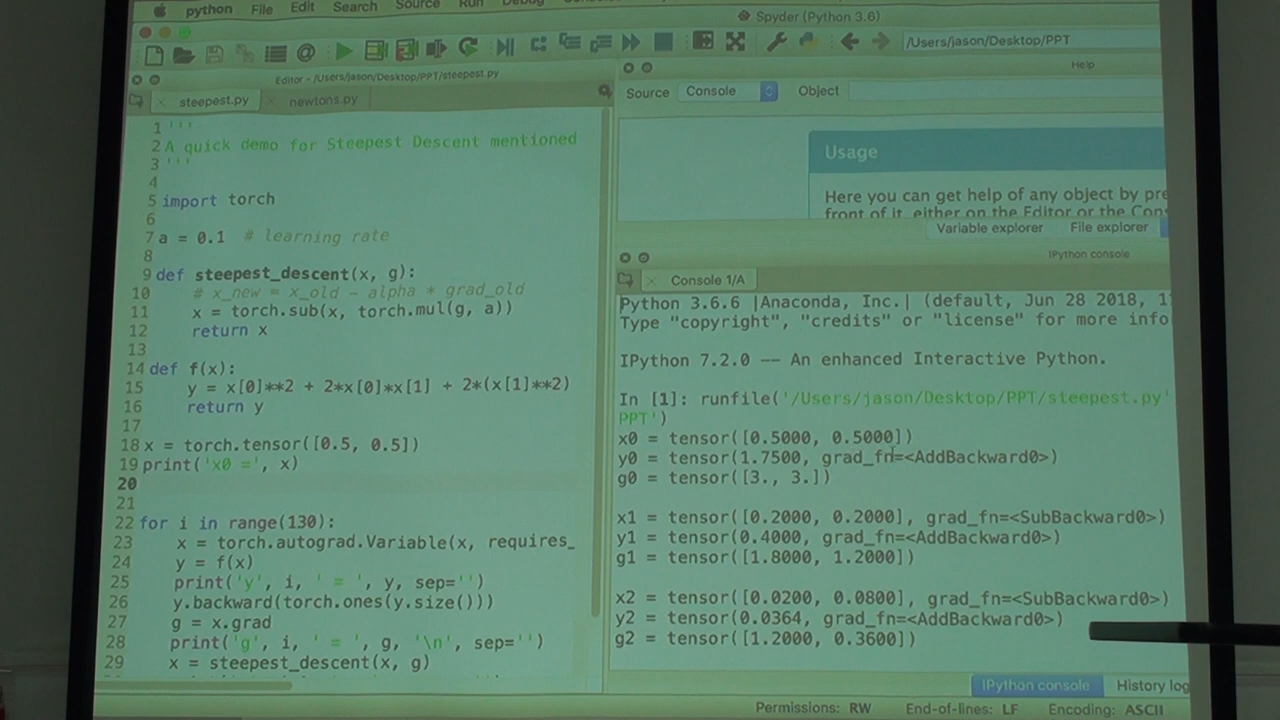 python File Edit Search Source Run Debug
Spyder (Python 3.6)
/Users/jason/Desktop/PPT
Editor - /Users/jason/Desktop/PPT/steepest.py
steepest.py newtons.py
1 '''
2 A quick demo for Steepest Descent mentioned
3 '''
4
5 import torch
6
7 a = 0.1 # learning rate
8
9 def steepest_descent(x, g):
10 # x_new = x_old - alpha * grad_old
11 x = torch.sub(x, torch.mul(g, a))
12 return x
13
14 def f(x):
15 y = x[0]**2 + 2*x[0]*x[1] + 2*(x[1]**2)
16 return y
17
18 x = torch.tensor([0.5, 0.5])
19 print('x0 =', x)
20
21
22 for i in range(130):
23 x = torch.autograd.Variable(x, requires_
24 y = f(x)
25 print('y', i, ' = ', y, sep='')
26 y.backward(torch.ones(y.size()))
27 g = x.grad
28 print('g', i, ' = ', g, '\n', sep='')
29 x = steepest_descent(x, g)
Help
Source Console Object
Usage
Here you can get help of any object by pre
front of it, either on the Editor or the Con
Variable explorer File explorer
IPython console
Console 1/A
Python 3.6.6 |Anaconda, Inc.| (default, Jun 28 2018, 1
Type "copyright", "credits" or "license" for more info
IPython 7.2.0 -- An enhanced Interactive Python.
In [1]: runfile('/Users/jason/Desktop/PPT/steepest.py'
PPT')
x0 = tensor([0.5000, 0.5000])
y0 = tensor(1.7500, grad_fn=<AddBackward0>)
g0 = tensor([3., 3.])
x1 = tensor([0.2000, 0.2000], grad_fn=<SubBackward0>)
y1 = tensor(0.4000, grad_fn=<AddBackward0>)
g1 = tensor([1.8000, 1.2000])
x2 = tensor([0.0200, 0.0800], grad_fn=<SubBackward0>)
y2 = tensor(0.0364, grad_fn=<AddBackward0>)
g2 = tensor([1.2000, 0.3600])
IPython console History log
Permissions: RW End-of-lines: LF Encoding: ASCII